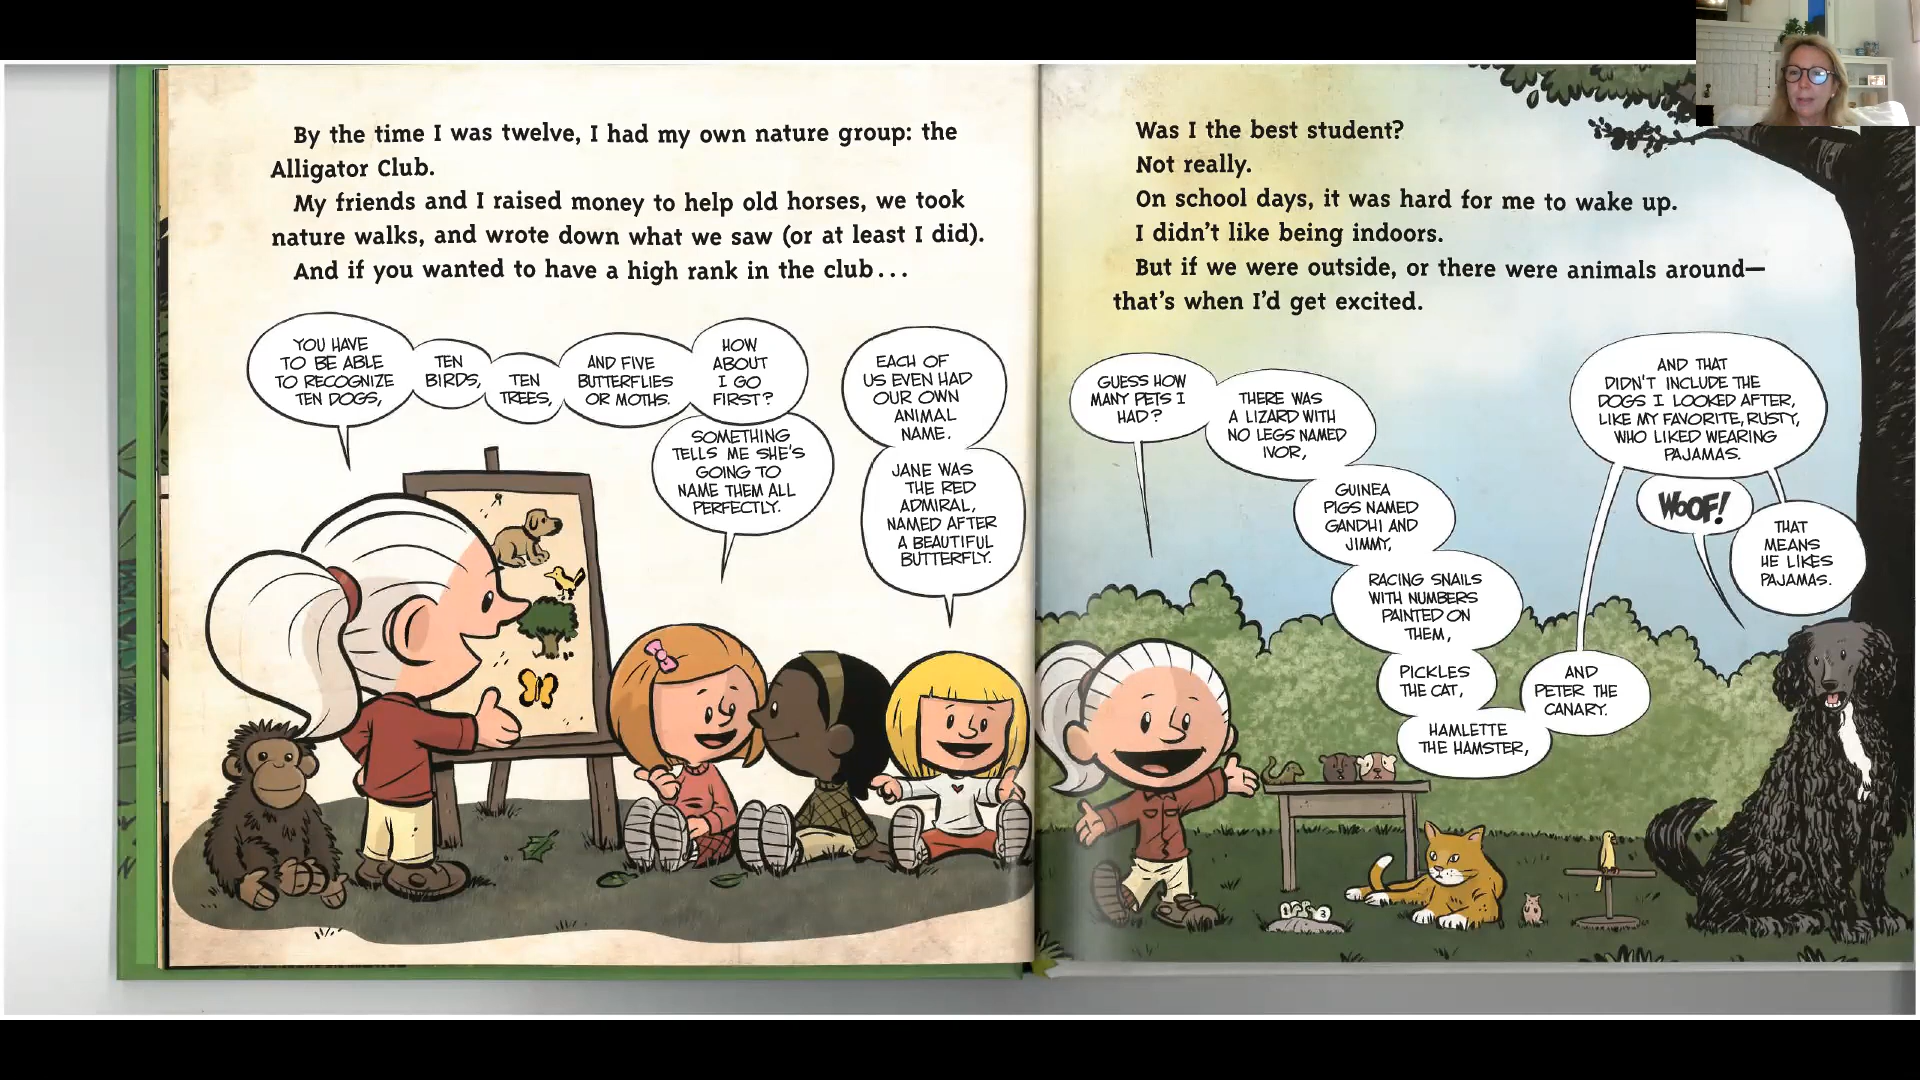 By the time I was twelve, I had my own nature group: the
Alligator Club.
My friends and I raised money to help old horses, we took
nature walks, and wrote down what we saw (or at least I did).
And if you wanted to have a high rank in the club...
YOU HAVE
TO BE ABLE
TO RECOGNIZE
TEN DOGS,
TEN
BIRDS,
TEN
TREES,
AND FIVE
BUTTERFLIES
OR MOTHS.
HOW
ABOUT
I GO
FIRST?
SOMETHING
TELLS ME SHE'S
GOING TO
NAME THEM ALL
PERFECTLY.
EACH OF
US EVEN HAD
OUR OWN
ANIMAL
NAME.
JANE WAS
THE RED
ADMIRAL,
NAMED AFTER
A BEAUTIFUL
BUTTERFLY.
Was I the best student?
Not really.
On school days, it was hard for me to wake up.
I didn't like being indoors.
But if we were outside, or there were animals around—
that's when I'd get excited.
GUESS HOW
MANY PETS I
HAD?
THERE WAS
A LIZARD WITH
NO LEGS NAMED
IVOR,
GUINEA
PIGS NAMED
GANDHI AND
JIMMY,
RACING SNAILS
WITH NUMBERS
PAINTED ON
THEM,
PICKLES
THE CAT,
HAMLETTE
THE HAMSTER,
AND
PETER THE
CANARY.
AND THAT
DIDN'T INCLUDE THE
DOGS I LOOKED AFTER,
LIKE MY FAVORITE, RUSTY,
WHO LIKED WEARING
PAJAMAS.
WOOF!
THAT
MEANS
HE LIKES
PAJAMAS.